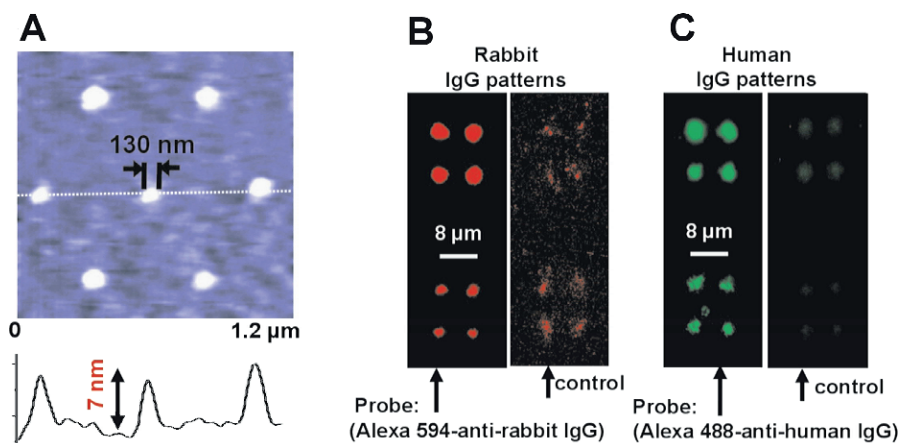 A
130 nm
0 1.2 µm
7 nm
B
Rabbit
IgG patterns
8 µm
control
Probe:
(Alexa 594-anti-rabbit IgG)
C
Human
IgG patterns
8 µm
control
Probe:
(Alexa 488-anti-human IgG)